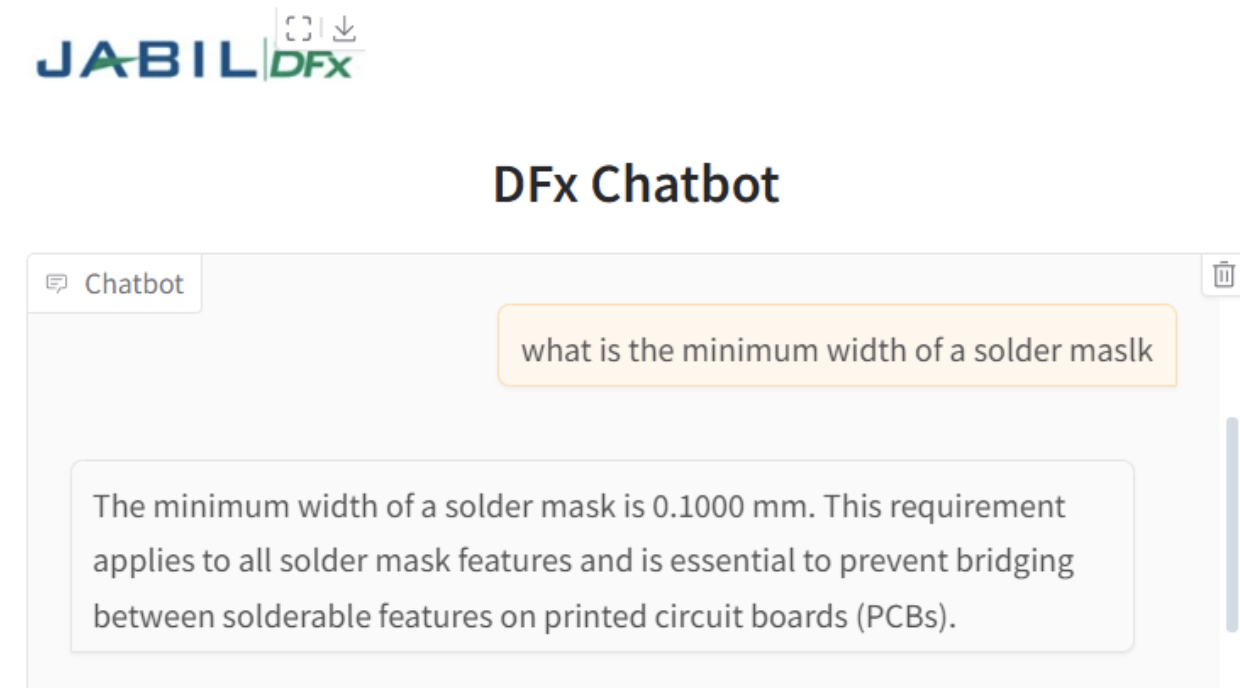 JABIL DFx
DFx Chatbot
Chatbot
what is the minimum width of a solder maslk
The minimum width of a solder mask is 0.1000 mm. This requirement
applies to all solder mask features and is essential to prevent bridging
between solderable features on printed circuit boards (PCBs).